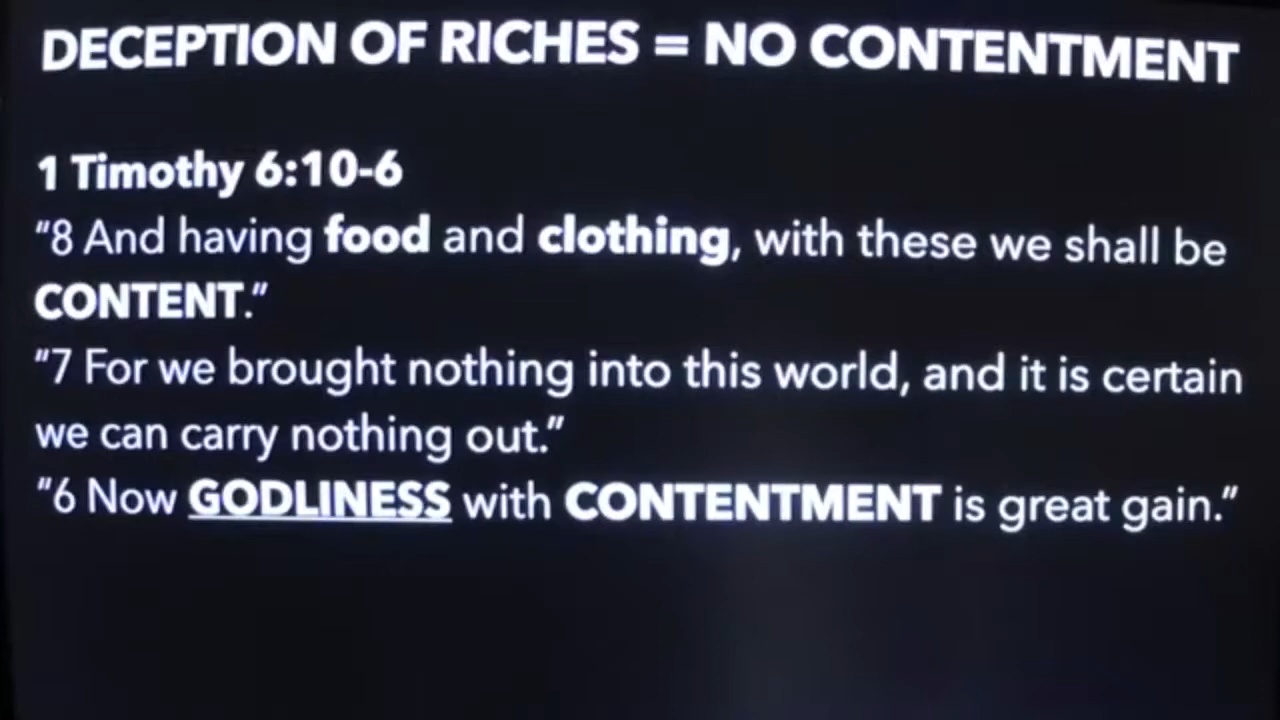 DECEPTION OF RICHES = NO CONTENTMENT
1 Timothy 6:10-6
"8 And having food and clothing, with these we shall be
CONTENT."
"7 For we brought nothing into this world, and it is certain
we can carry nothing out."
"6 Now GODLINESS with CONTENTMENT is great gain."